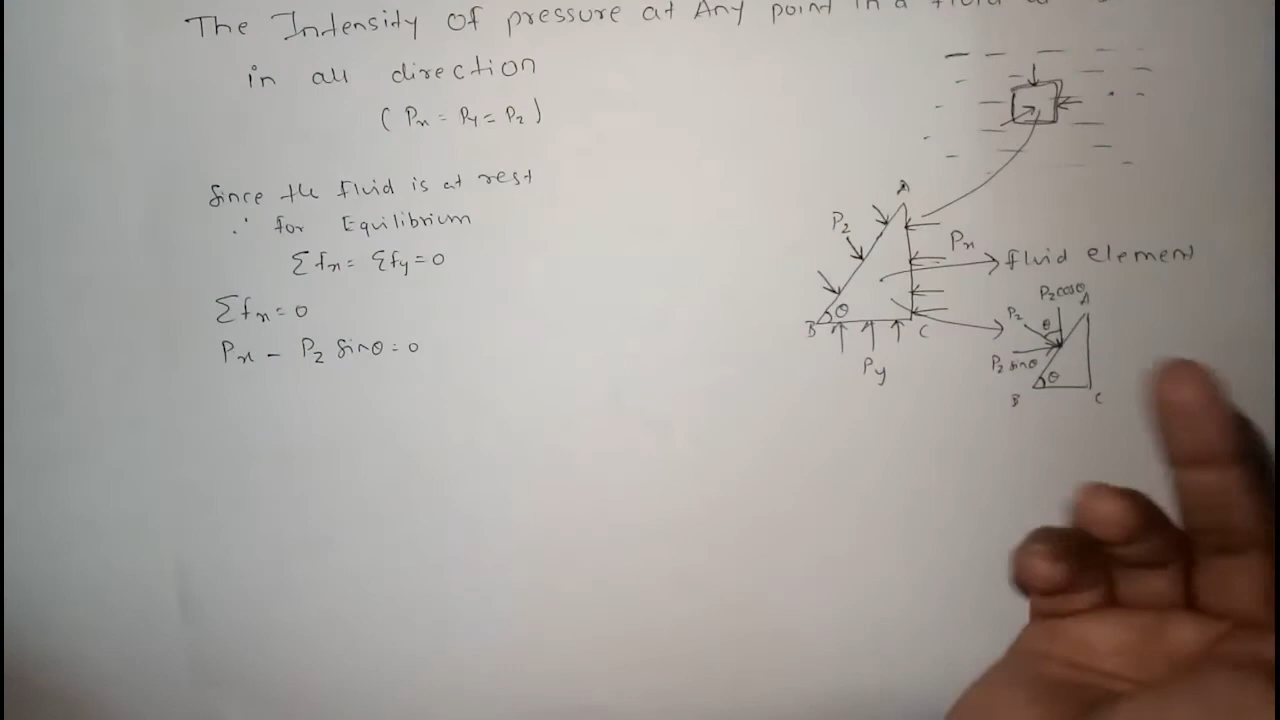 The Intensity Of pressure at Any point in a fluid
in all direction
( Px = Py = Pz )
Since the fluid is at rest
∴ for Equilibrium
Σfx = Σfy = 0
Σfx = 0
Px - Pz Sinθ = 0
A
Pz
Px
fluid element
θ
B
C
Py
Pz cosθ
A
Pz
θ
Pz sinθ
θ
B
C